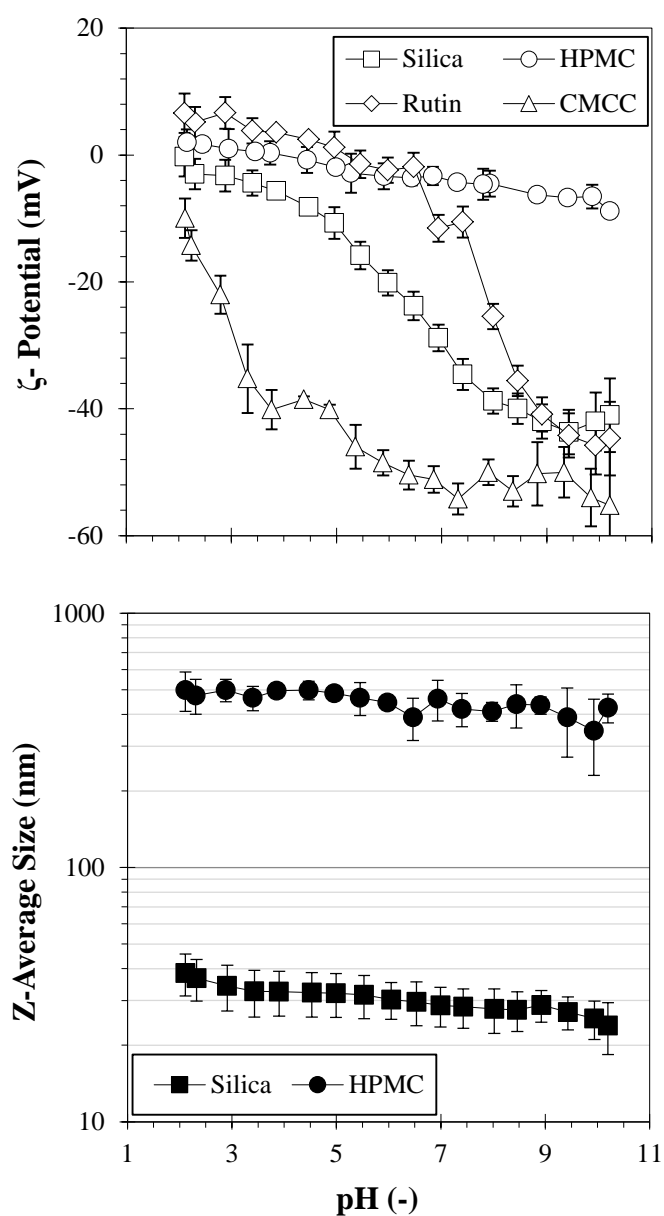 20
0
-20
-40
-60
ζ- Potential (mV)
Silica HPMC
Rutin CMCC
1000
100
10
Z-Average Size (nm)
Silica HPMC
1 3 5 7 9 11
pH (-)